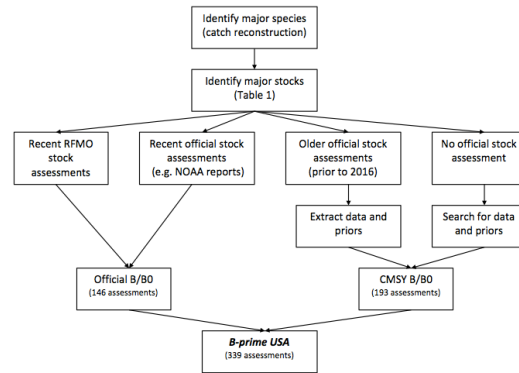 Identify major species
(catch reconstruction)
Identify major stocks
(Table 1)
Recent RFMO
stock
assessments
Recent official stock
assessments
(e.g. NOAA reports)
Older official stock
assessments
(prior to 2016)
No official stock
assessment
Extract data and
priors
Search for data
and priors
Official B/B0
(146 assessments)
CMSY B/B0
(193 assessments)
B-prime USA
(339 assessments)